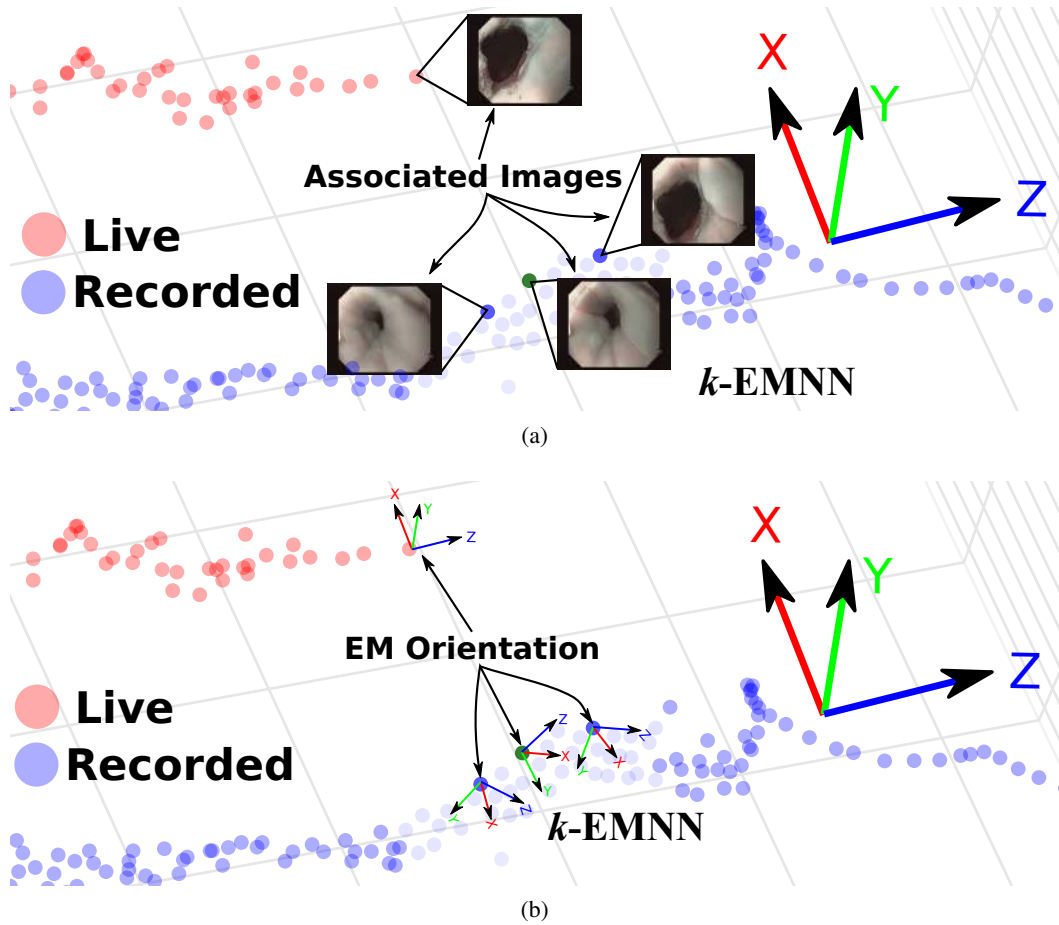 X
Y
Z
Associated Images
Live
Recorded
k-EMNN
(a)
X
Y
Z
X
Y
Z
EM Orientation
Live
Recorded
Z
X
Y
Z
X
Y
Z
X
Y
k-EMNN
(b)